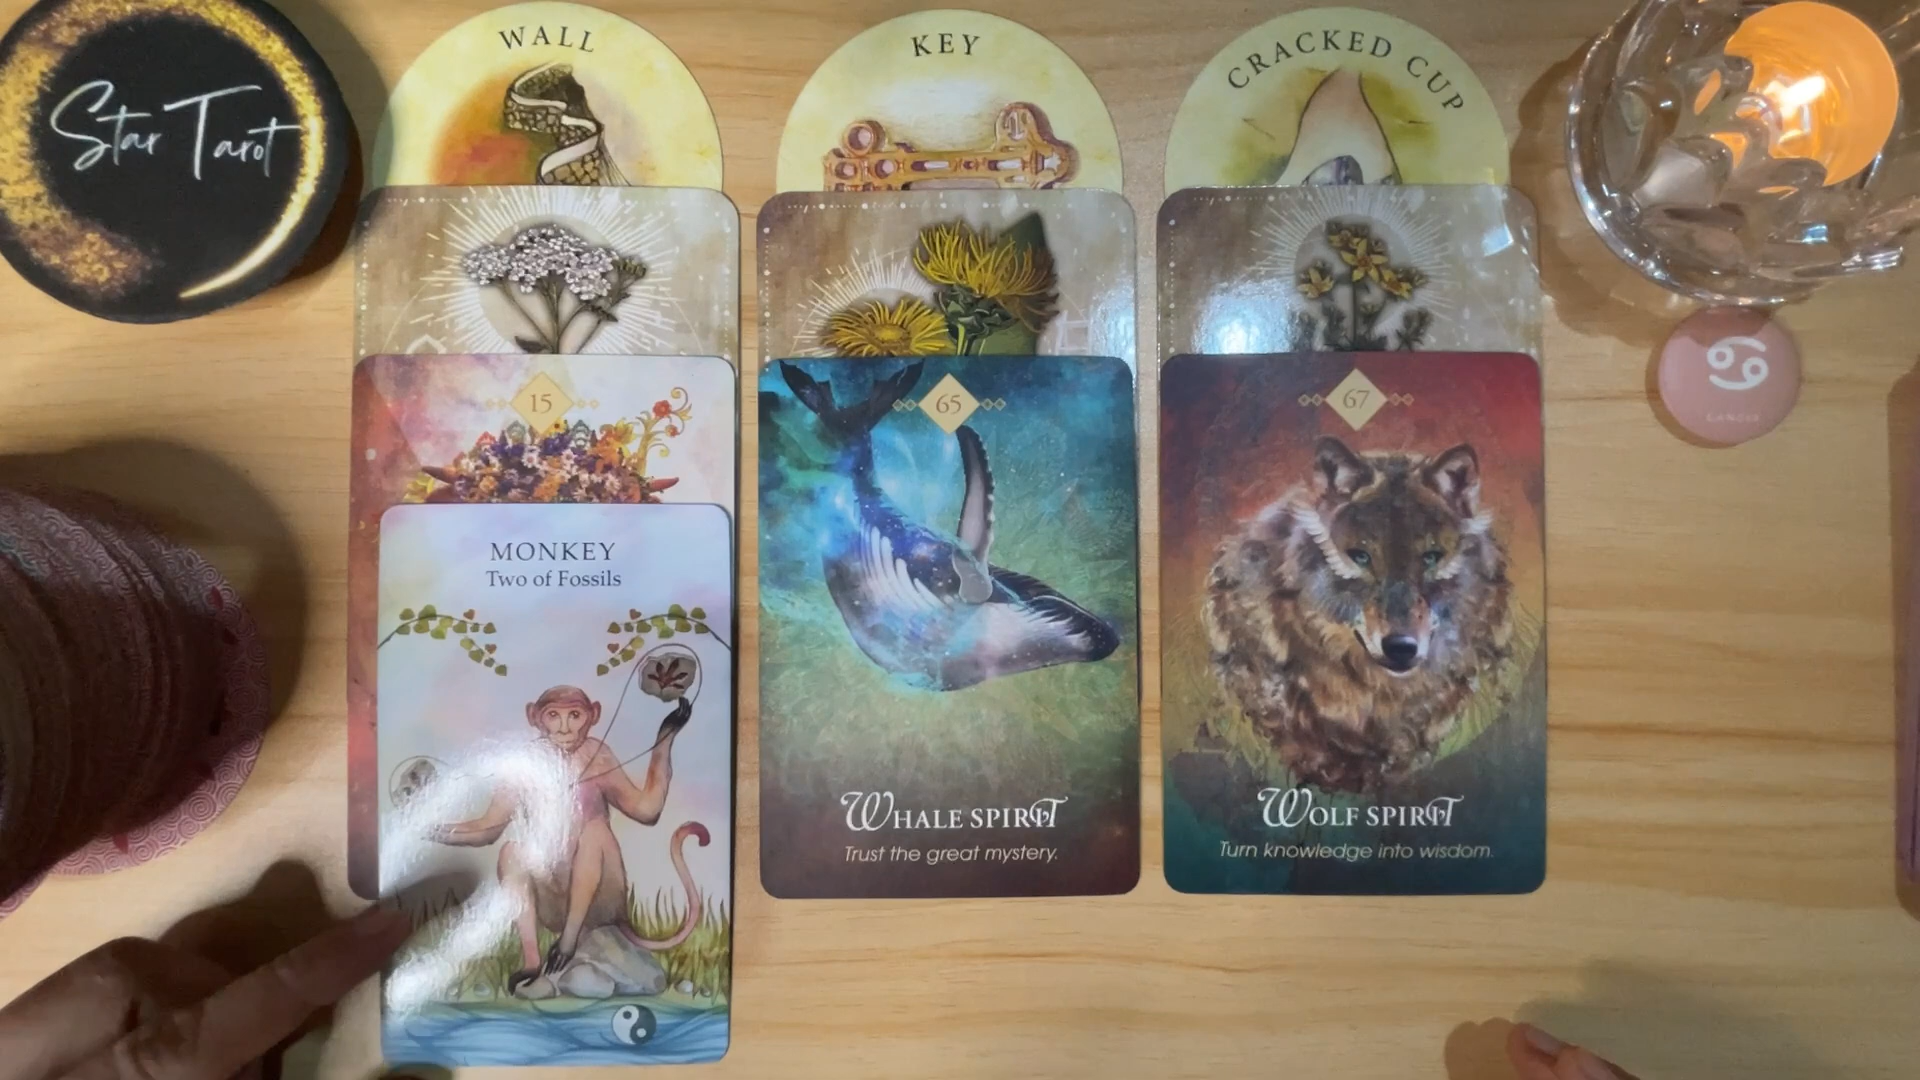 Star Tarot
WALL
KEY
CRACKED CUP
15
65
67
MONKEY
Two of Fossils
WHALE SPIRIT
Trust the great mystery.
WOLF SPIRIT
Turn knowledge into wisdom.